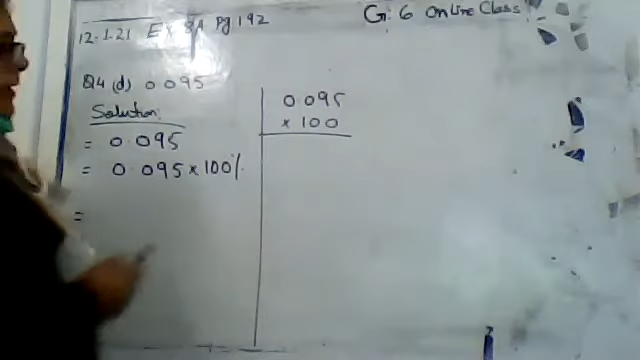 12.1.21 Ex 8A Pg 192
G: 6 Online Class
Q4 (d) 0.095
Solution:
= 0.095
= 0.095 × 100%
=
0.095
× 100